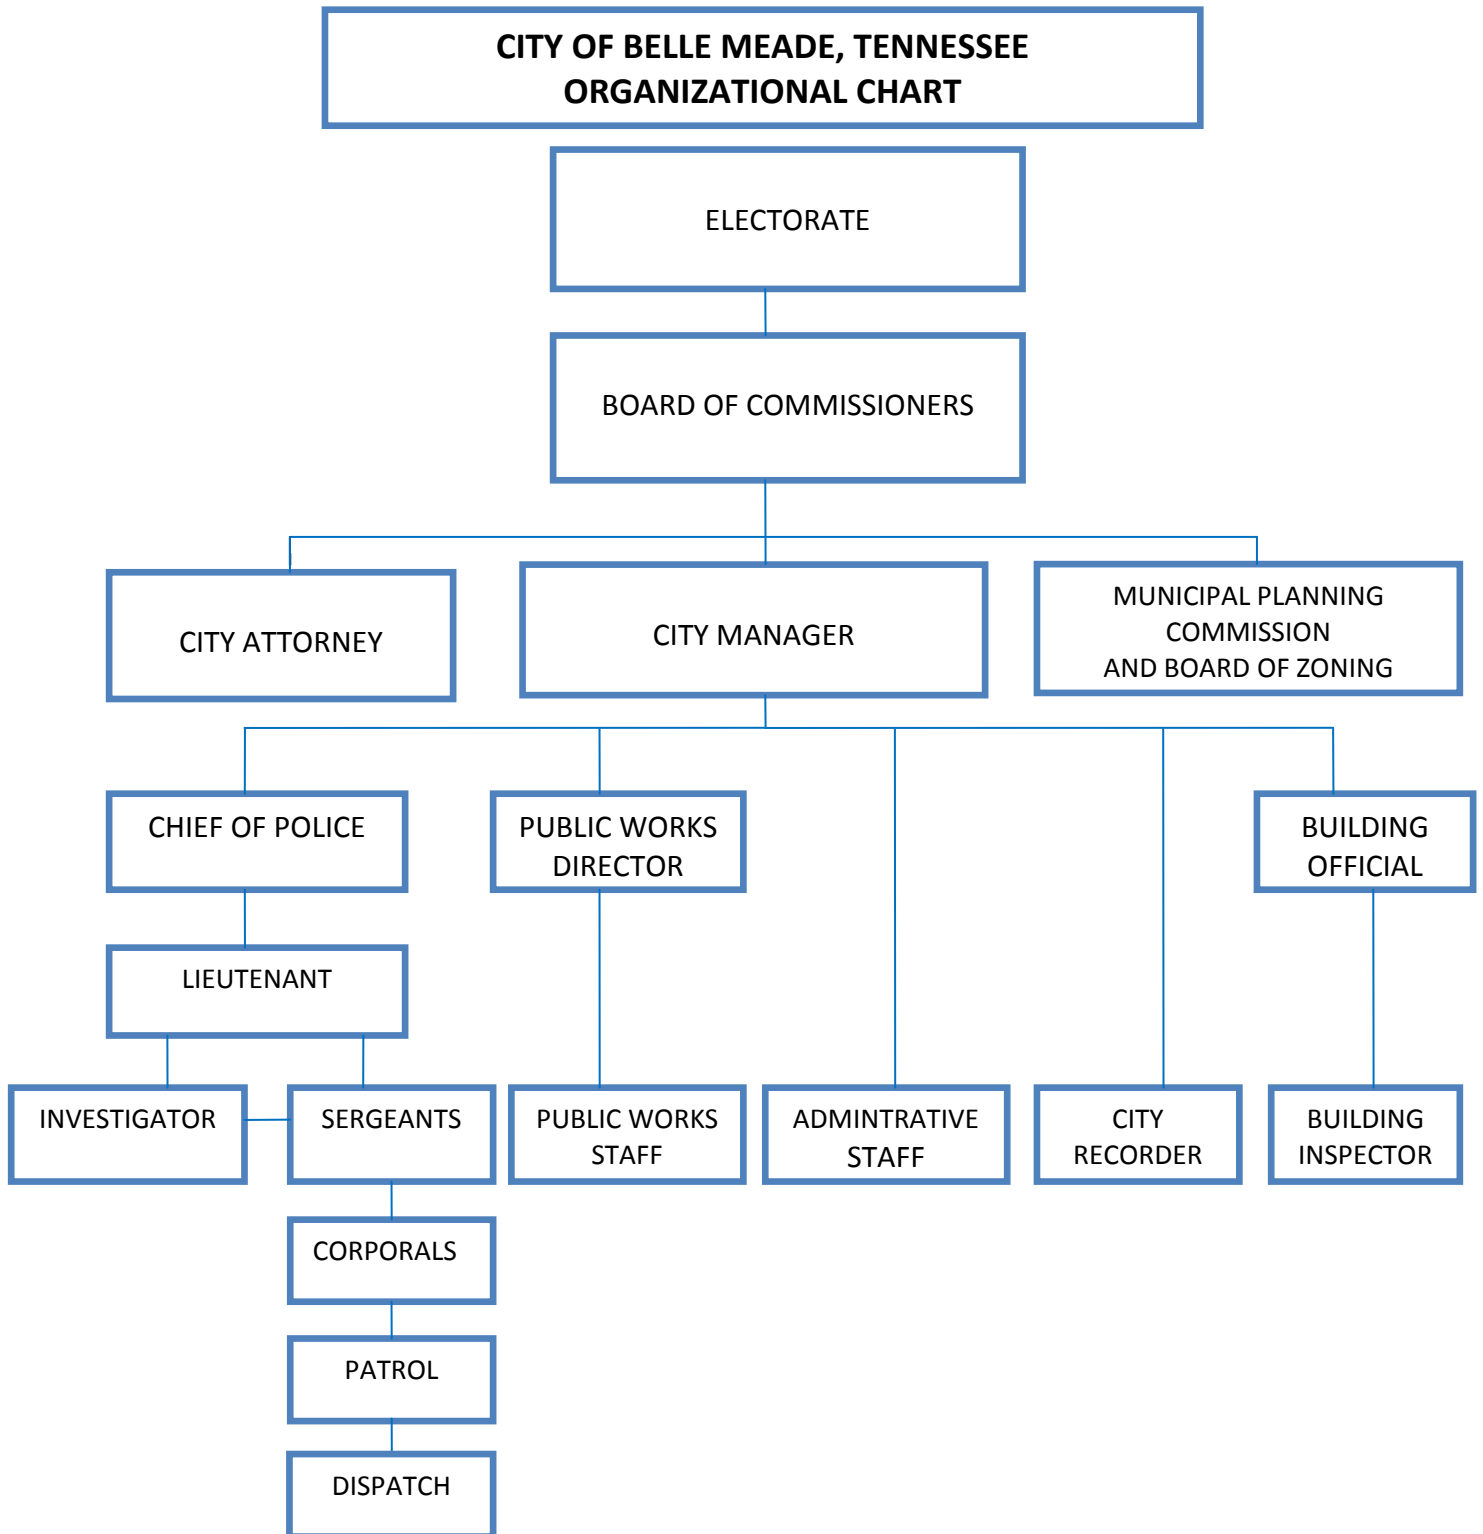 CITY OF BELLE MEADE, TENNESSEE
ORGANIZATIONAL CHART
ELECTORATE
BOARD OF COMMISSIONERS
CITY ATTORNEY
CITY MANAGER
MUNICIPAL PLANNING
COMMISSION
AND BOARD OF ZONING
CHIEF OF POLICE
PUBLIC WORKS
DIRECTOR
BUILDING
OFFICIAL
LIEUTENANT
INVESTIGATOR
SERGEANTS
PUBLIC WORKS
STAFF
ADMINTRATIVE
STAFF
CITY
RECORDER
BUILDING
INSPECTOR
CORPORALS
PATROL
DISPATCH